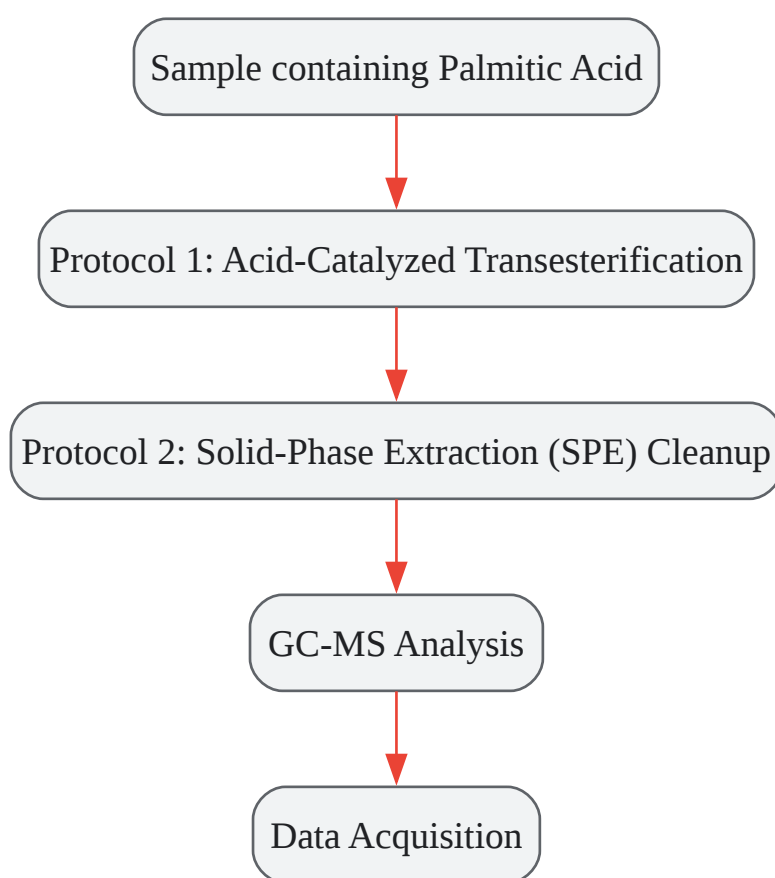 Sample containing Palmitic Acid
Protocol 1: Acid-Catalyzed Transesterification
Protocol 2: Solid-Phase Extraction (SPE) Cleanup
GC-MS Analysis
Data Acquisition